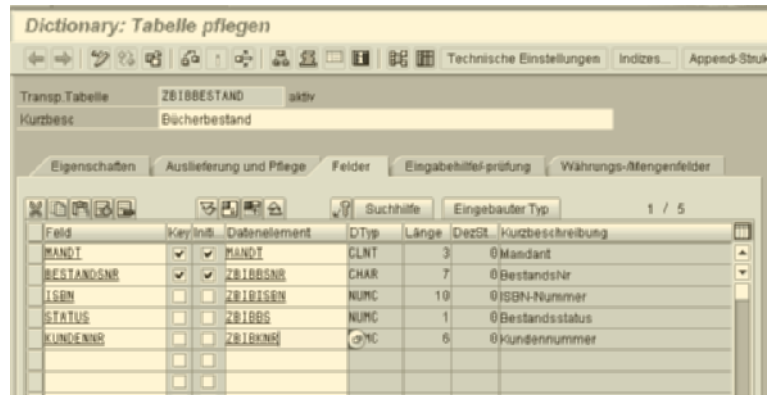 Dictionary: Tabelle pflegen
Technische Einstellungen Indizes... Append-Struk
Transp.Tabelle ZBIBBESTAND aktiv
Kurzbesc Bücherbestand
Eigenschaften Auslieferung und Pflege Felder Eingabehilfe/-prüfung Währungs-/Mengenfelder
Suchhilfe Eingebauter Typ 1 / 5
Feld Key Initi... Datenelement DTyp Länge DezSt... Kurzbeschreibung
MANDT MANDT CLNT 3 0 Mandant
BESTANDSNR ZBIBBSNR CHAR 7 0 BestandsNr
ISBN ZBIBISBN NUMC 10 0 ISBN-Nummer
STATUS ZBIBBS NUMC 1 0 Bestandsstatus
KUNDENNR ZBIBKNR MC 6 0 Kundennummer